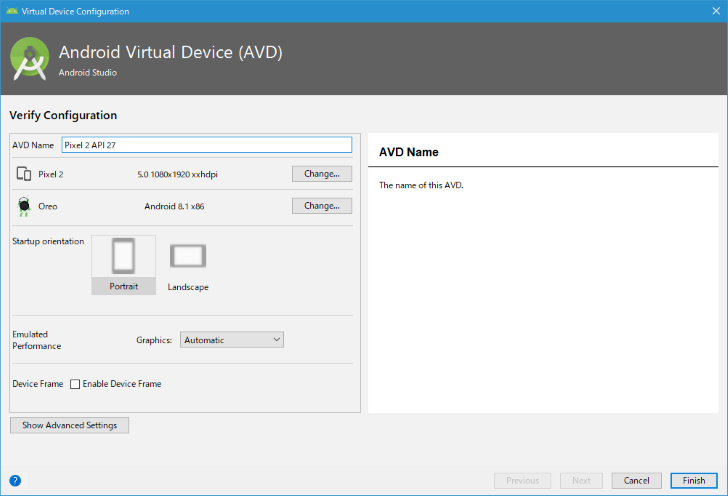 Virtual Device Configuration
Android Virtual Device (AVD)
Android Studio
Verify Configuration
AVD Name Pixel 2 API 27
Pixel 2 5.0 1080x1920 xxhdpi Change...
Oreo Android 8.1 x86 Change...
Startup orientation
Portrait Landscape
Emulated
Performance
Graphics: Automatic
Device Frame Enable Device Frame
Show Advanced Settings
AVD Name
The name of this AVD.
?
Previous Next Cancel Finish